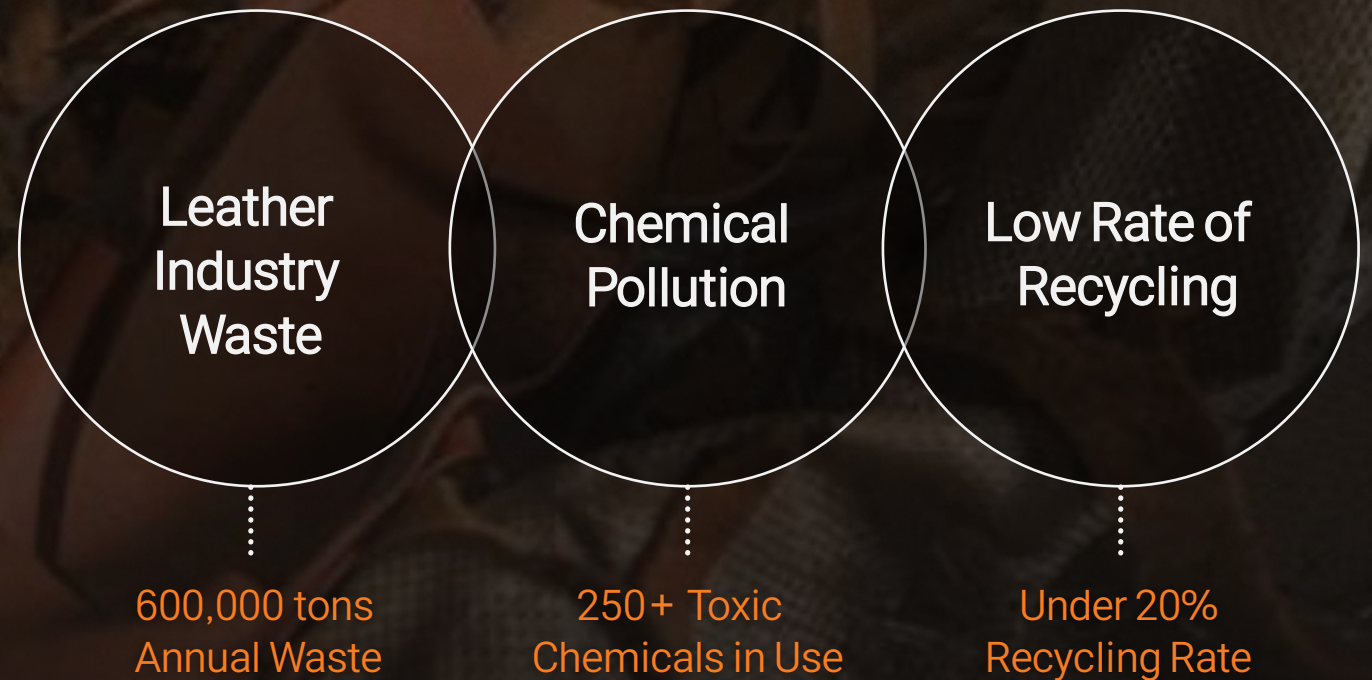 Leather
Industry
Waste
600,000 tons
Annual Waste
Chemical
Pollution
250+ Toxic
Chemicals in Use
Low Rate of
Recycling
Under 20%
Recycling Rate